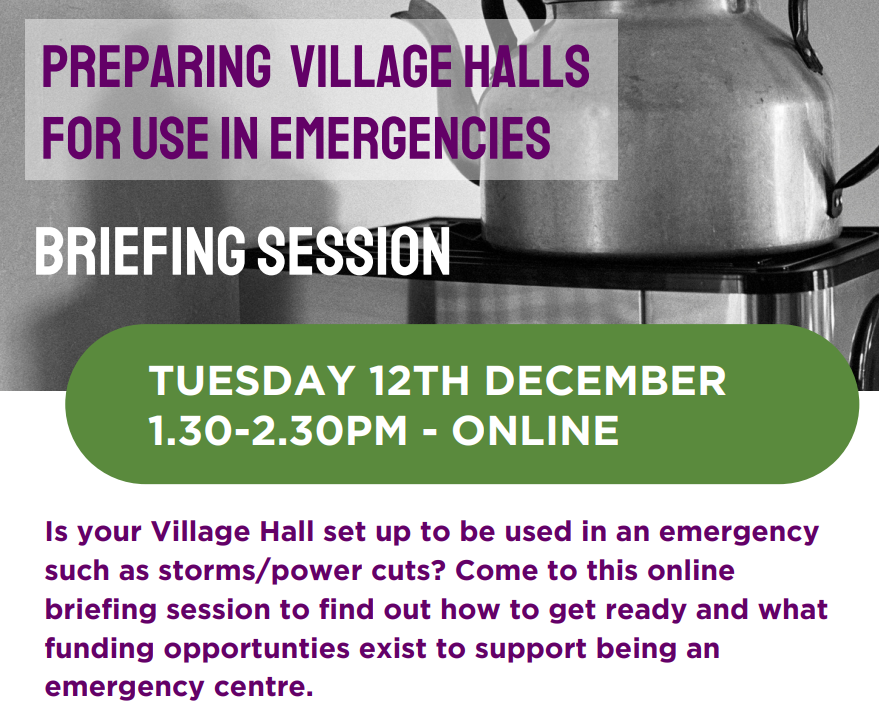 PREPARING VILLAGE HALLS
FOR USE IN EMERGENCIES
BRIEFING SESSION
TUESDAY 12TH DECEMBER
1.30-2.30PM - ONLINE
Is your Village Hall set up to be used in an emergency
such as storms/power cuts? Come to this online
briefing session to find out how to get ready and what
funding opportunties exist to support being an
emergency centre.